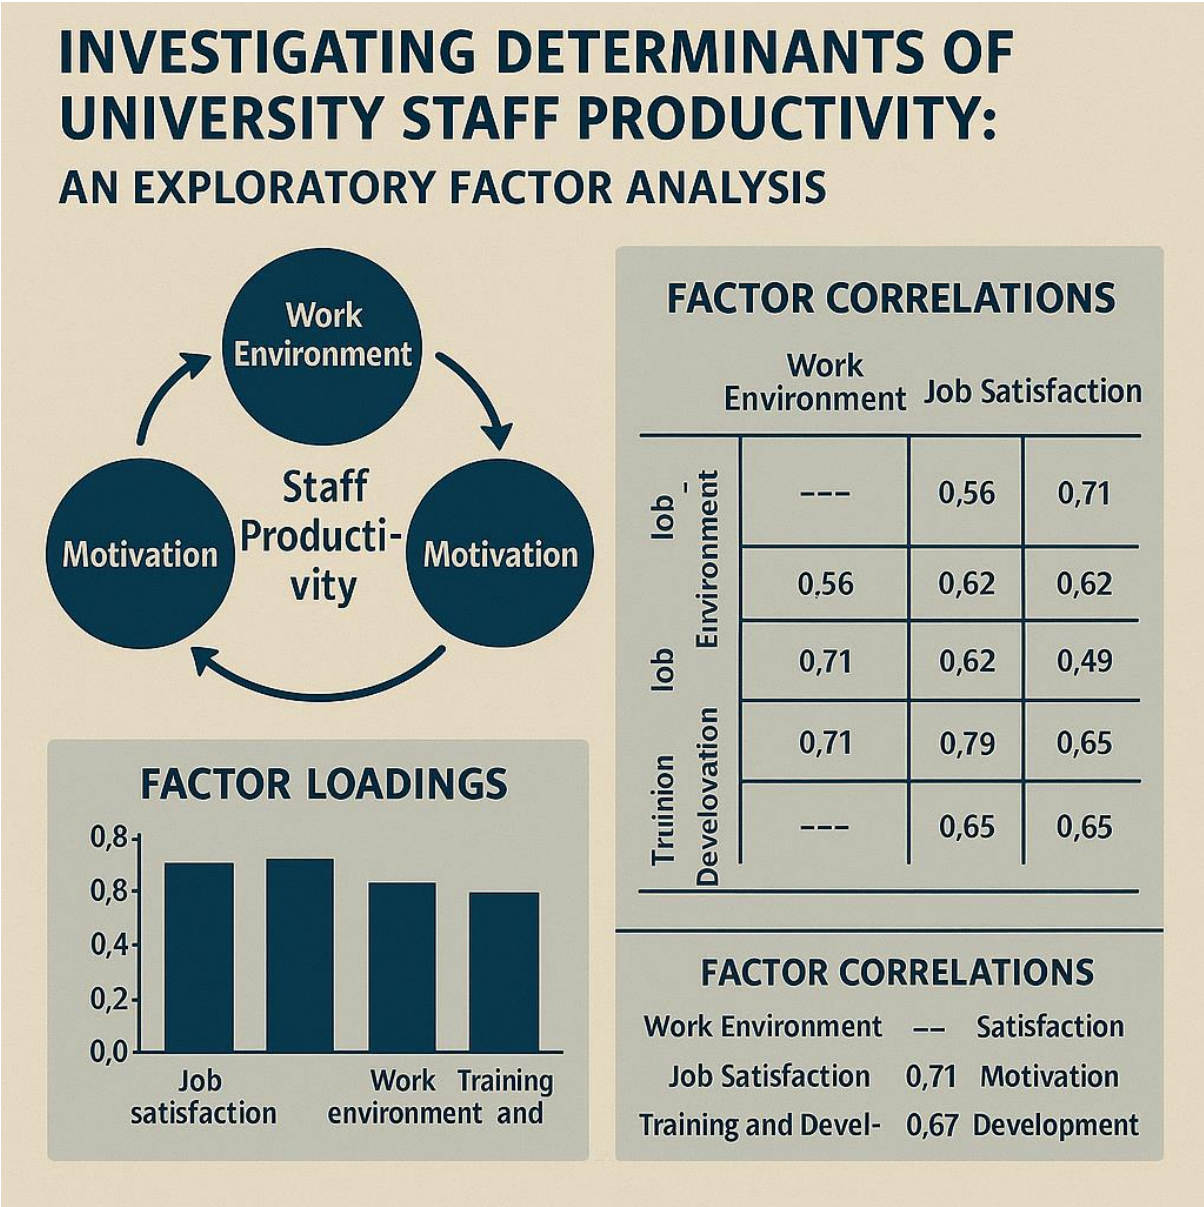 INVESTIGATING DETERMINANTS OF
UNIVERSITY STAFF PRODUCTIVITY:
AN EXPLORATORY FACTOR ANALYSIS
Work
Environment
Motivation
Staff
Producti-
vity
Motivation
FACTOR LOADINGS
0,8
0,8
0,4
0,2
0,0
Job
satisfaction
Work
environment
Training
and
FACTOR CORRELATIONS
Work
Environment
Job Satisfaction
--- 0,56 0,71
0,56 0,62 0,62
0,71 0,62 0,49
0,71 0,79 0,65
--- 0,65 0,65
Develovation
FACTOR CORRELATIONS
Work Environment -- Satisfaction
Job Satisfaction 0,71 Motivation
Training and Devel- 0,67 Development